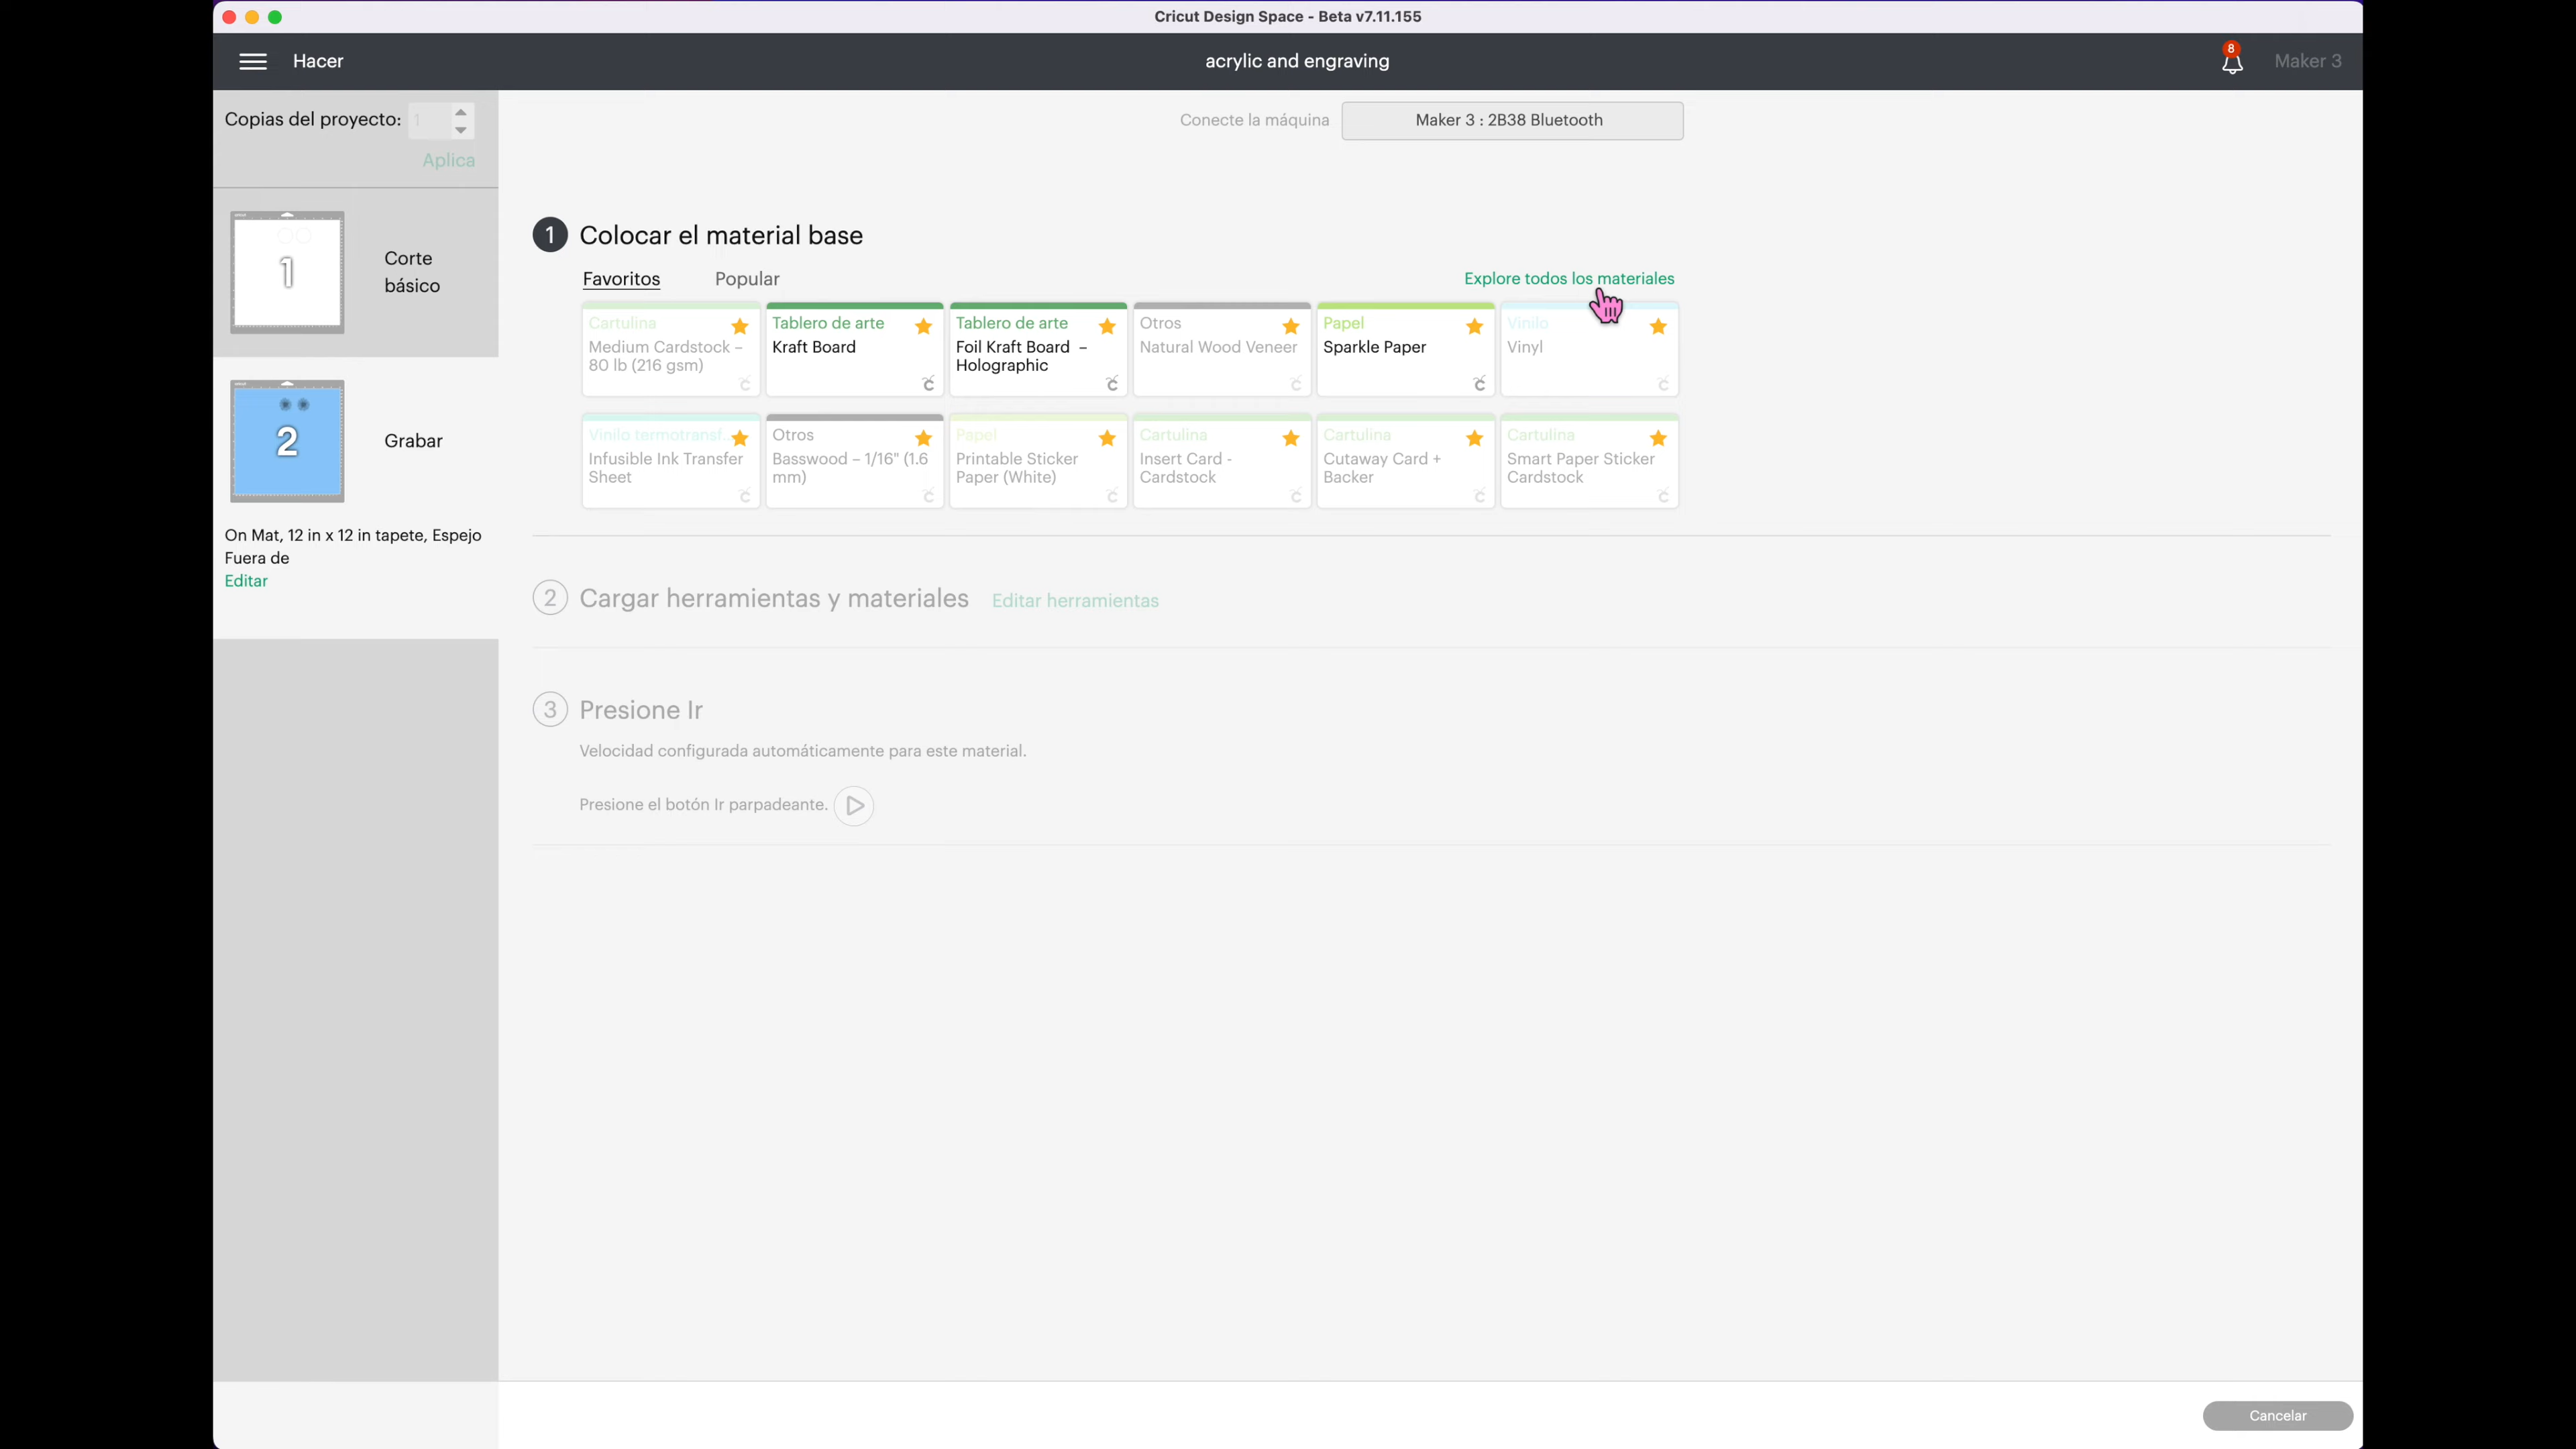 Cricut Design Space - Beta v7.11.155
Hacer
acrylic and engraving
8
Maker 3
Copias del proyecto: 1
Aplica
Conecte la máquina
Maker 3 : 2B38 Bluetooth
1
Corte
básico
2
Grabar
On Mat, 12 in x 12 in tapete, Espejo
Fuera de
Editar
1 Colocar el material base
Favoritos
Popular
Explore todos los materiales
Cartulina
Medium Cardstock –
80 lb (216 gsm)
Tablero de arte
Kraft Board
Tablero de arte
Foil Kraft Board –
Holographic
Otros
Natural Wood Veneer
Papel
Sparkle Paper
Vinilo
Vinyl
Vinilo termotransf...
Infusible Ink Transfer
Sheet
Otros
Basswood – 1/16" (1.6
mm)
Papel
Printable Sticker
Paper (White)
Cartulina
Insert Card -
Cardstock
Cartulina
Cutaway Card +
Backer
Cartulina
Smart Paper Sticker
Cardstock
2 Cargar herramientas y materiales
Editar herramientas
3 Presione Ir
Velocidad configurada automáticamente para este material.
Presione el botón Ir parpadeante.
Cancelar